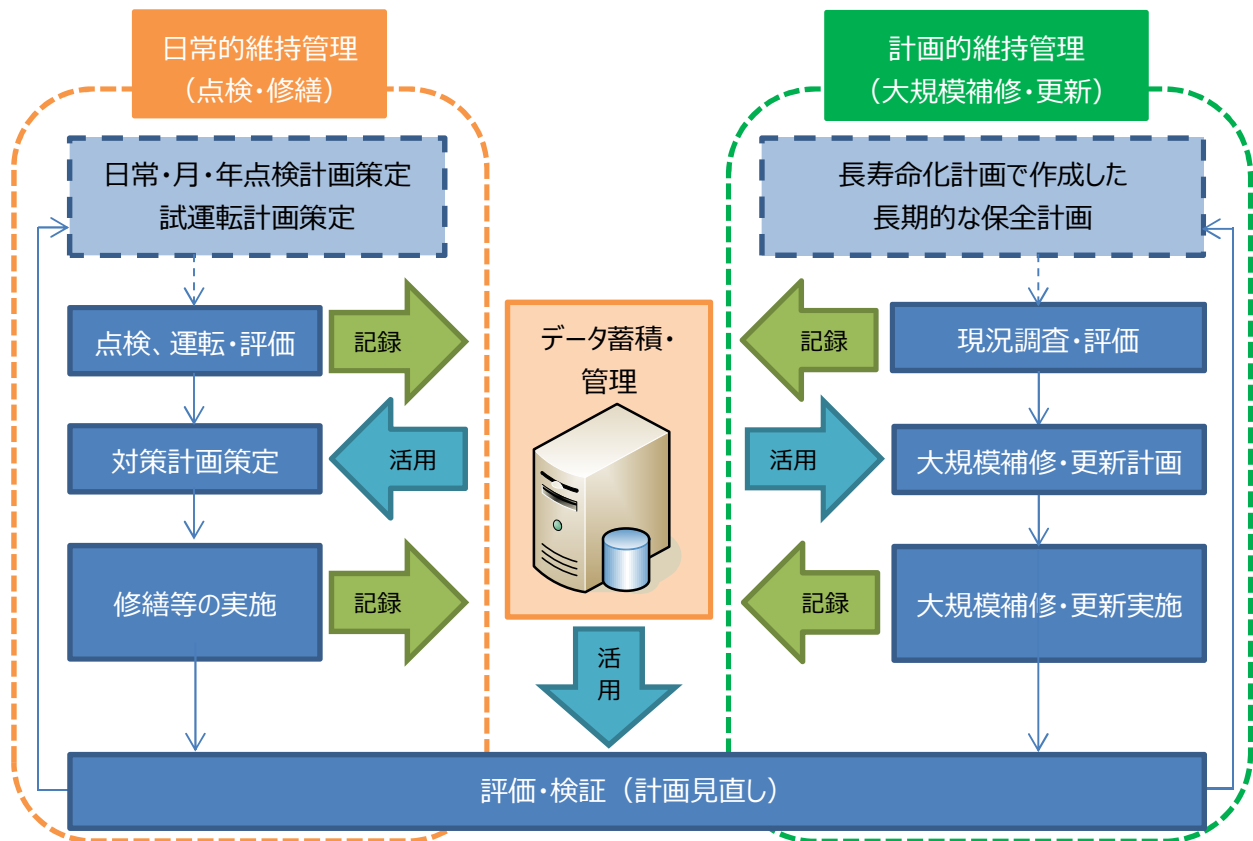 日常的維持管理
（点検・修繕）
計画的維持管理
（大規模補修・更新）
日常・月・年点検計画策定
試運転計画策定
長寿命化計画で作成した
長期的な保全計画
点検、運転・評価
記録
データ蓄積・
管理
記録
現況調査・評価
対策計画策定
活用
活用
大規模補修・更新計画
修繕等の実施
記録
記録
大規模補修・更新実施
活
用
評価・検証（計画見直し）